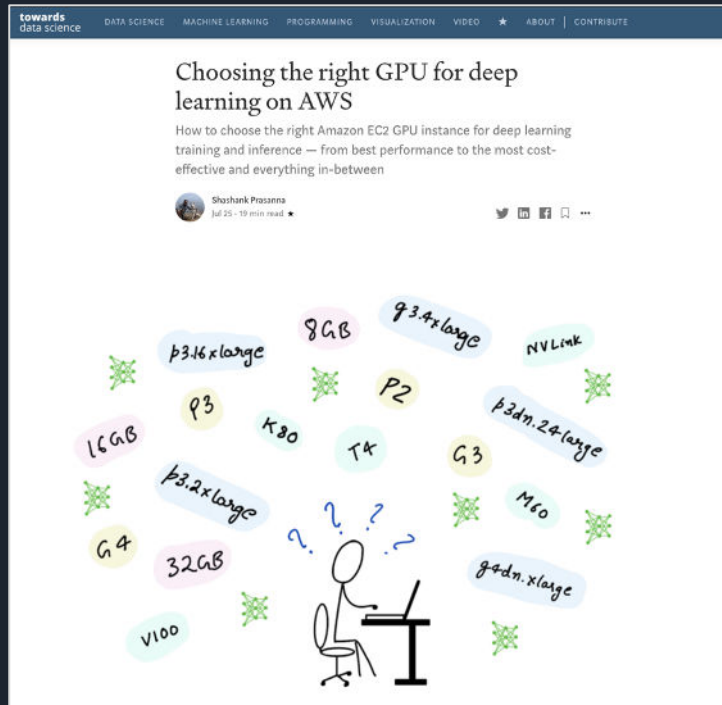 towards
data science
DATA SCIENCE MACHINE LEARNING PROGRAMMING VISUALIZATION VIDEO ★ ABOUT | CONTRIBUTE
Choosing the right GPU for deep
learning on AWS
How to choose the right Amazon EC2 GPU instance for deep learning
training and inference — from best performance to the most cost-
effective and everything in-between
Shashank Prasanna
Jul 25 · 19 min read ★
8GB
g3.4xlarge
p3.16xlarge
NVLink
P3
P2
p3dn.24large
16GB
K80
T4
G3
p3.2xlarge
M60
? ? ? ?
G4
32GB
g4dn.xlarge
V100